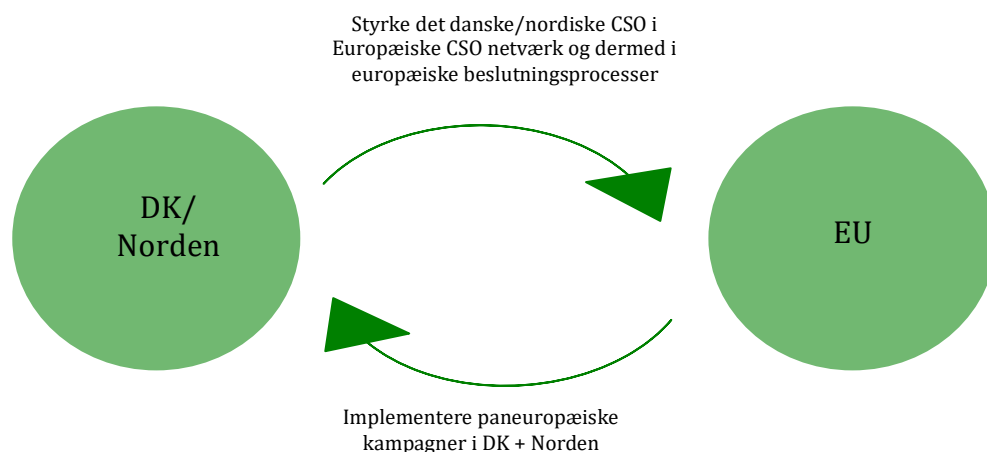 Styrke det danske/nordiske CSO i
Europæiske CSO netværk og dermed i
europæiske beslutningsprocesser
DK/
Norden
EU
Implementere paneuropæiske
kampagner i DK + Norden